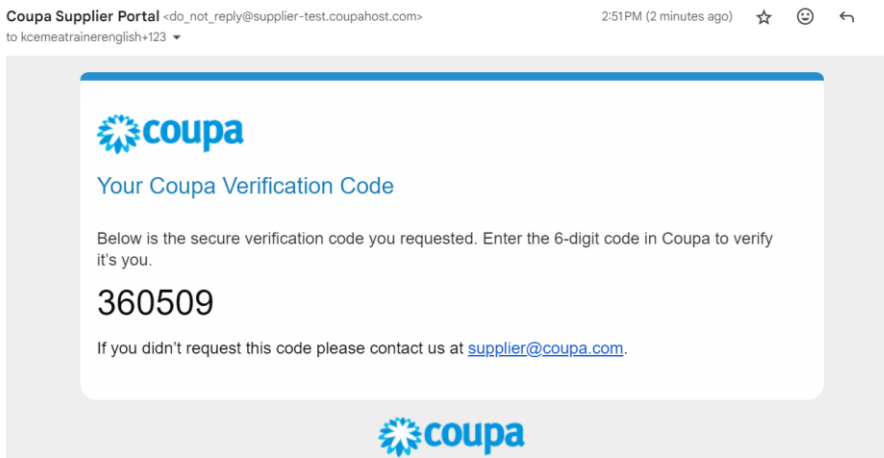 Coupa Supplier Portal <do_not_reply@supplier-test.coupahost.com> 2:51 PM (2 minutes ago)
to kcemeatrainerenglish+123
coupa
Your Coupa Verification Code
Below is the secure verification code you requested. Enter the 6-digit code in Coupa to verify
it's you.
360509
If you didn't request this code please contact us at supplier@coupa.com.
coupa